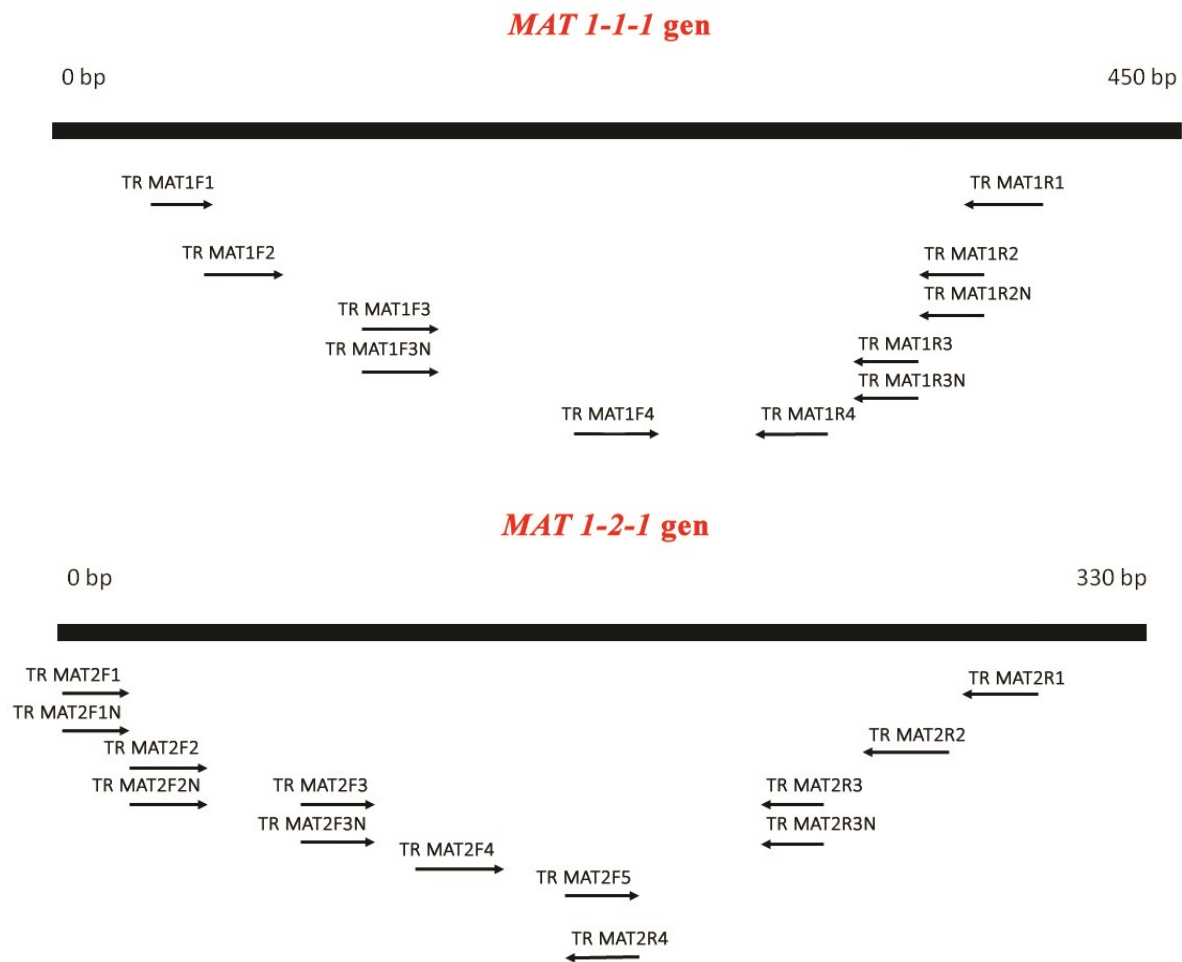 MAT 1-1-1 gen
0 bp 450 bp
TR MAT1F1 TR MAT1R1
TR MAT1F2 TR MAT1R2
TR MAT1R2N
TR MAT1F3
TR MAT1F3N TR MAT1R3
TR MAT1R3N
TR MAT1F4 TR MAT1R4
MAT 1-2-1 gen
0 bp 330 bp
TR MAT2F1 TR MAT2R1
TR MAT2F1N
TR MAT2F2 TR MAT2R2
TR MAT2F2N TR MAT2F3 TR MAT2R3
TR MAT2F3N TR MAT2R3N
TR MAT2F4
TR MAT2F5
TR MAT2R4